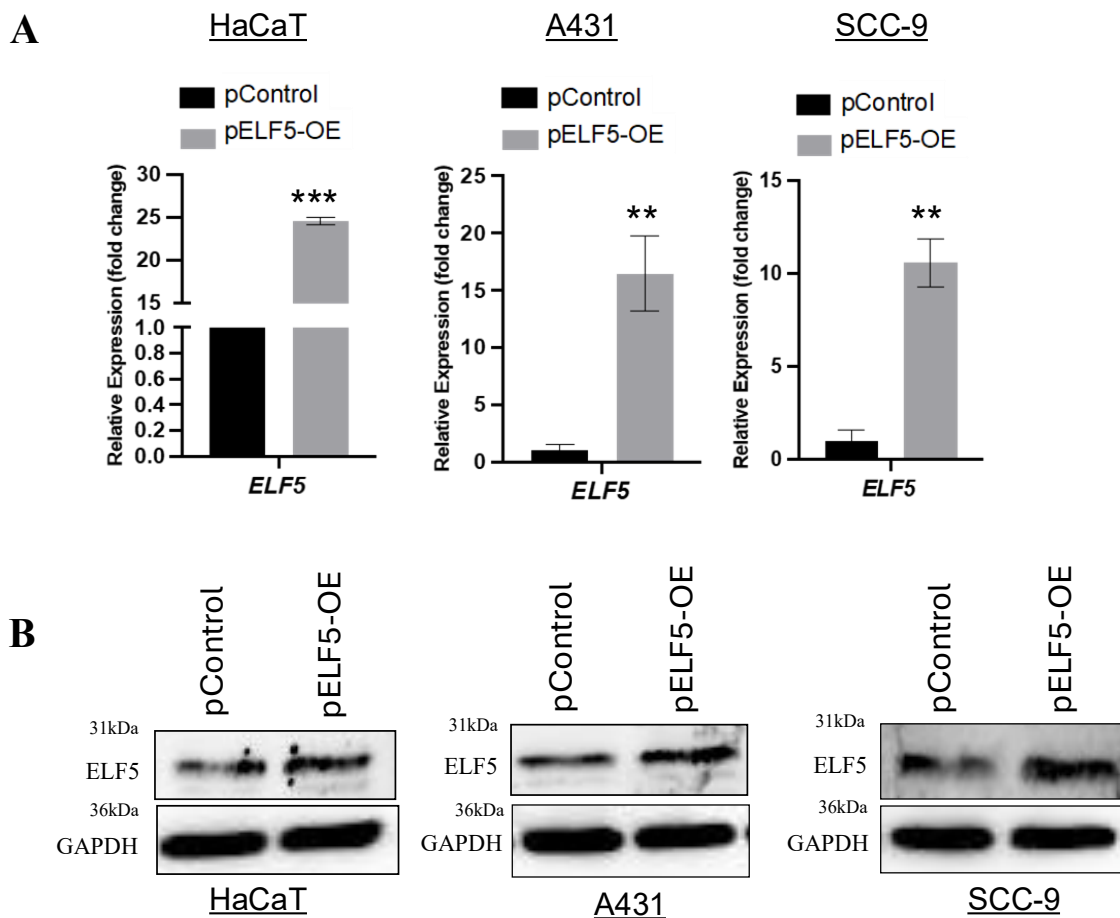 A
HaCaT
A431
SCC-9
pControl
pELF5-OE
pControl
pELF5-OE
pControl
pELF5-OE
Relative Expression (fold change)
30
25
20
15
1.0
0.8
0.6
0.4
0.2
0.0
***
ELF5
Relative Expression (fold change)
25
20
15
10
5
0
**
ELF5
Relative Expression (fold change)
15
10
5
0
**
ELF5
B
pControl
pELF5-OE
pControl
pELF5-OE
pControl
pELF5-OE
31kDa
ELF5
36kDa
GAPDH
HaCaT
31kDa
ELF5
36kDa
GAPDH
A431
31kDa
ELF5
36kDa
GAPDH
SCC-9